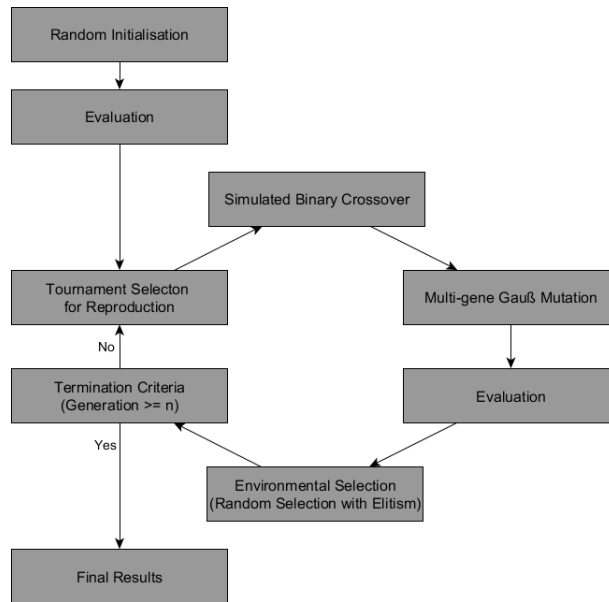 Random Initialisation
Evaluation
Simulated Binary Crossover
Tournament Selecton
for Reproduction
Multi-gene Gauß Mutation
No
Termination Criteria
(Generation >= n)
Evaluation
Yes
Environmental Selection
(Random Selection with Elitism)
Final Results